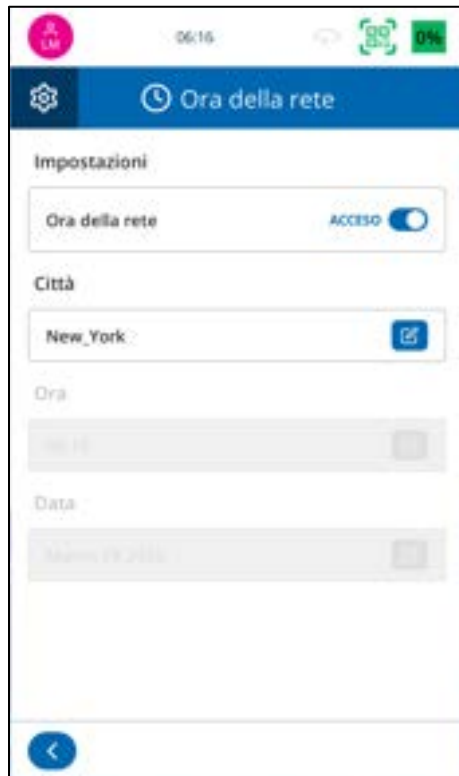 LM
06:16
0%
Ora della rete
Impostazioni
Ora della rete
ACCESO
Città
New_York
Ora
Data